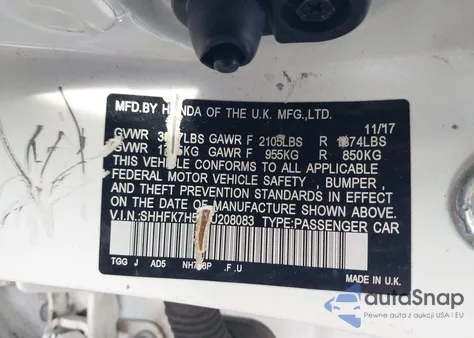 MFD.BY HONDA OF THE U.K. MFG.,LTD.
11/17
GVWR LBS GAWR F 2105LBS R LBS
GVWR KG GAWR F 955KG R 850KG
THIS VEHICLE CONFORMS TO ALL APPLICABLE
FEDERAL MOTOR VEHICLE SAFETY , BUMPER ,
AND THEFT PREVENTION STANDARDS IN EFFECT
ON THE DATE OF MANUFACTURE SHOWN ABOVE.
V.I.N.: TYPE:PASSENGER CAR
TGG J AD5 .F .U
MADE IN U.K.
autoSnap
Pewne auta z aukcji USA i EU